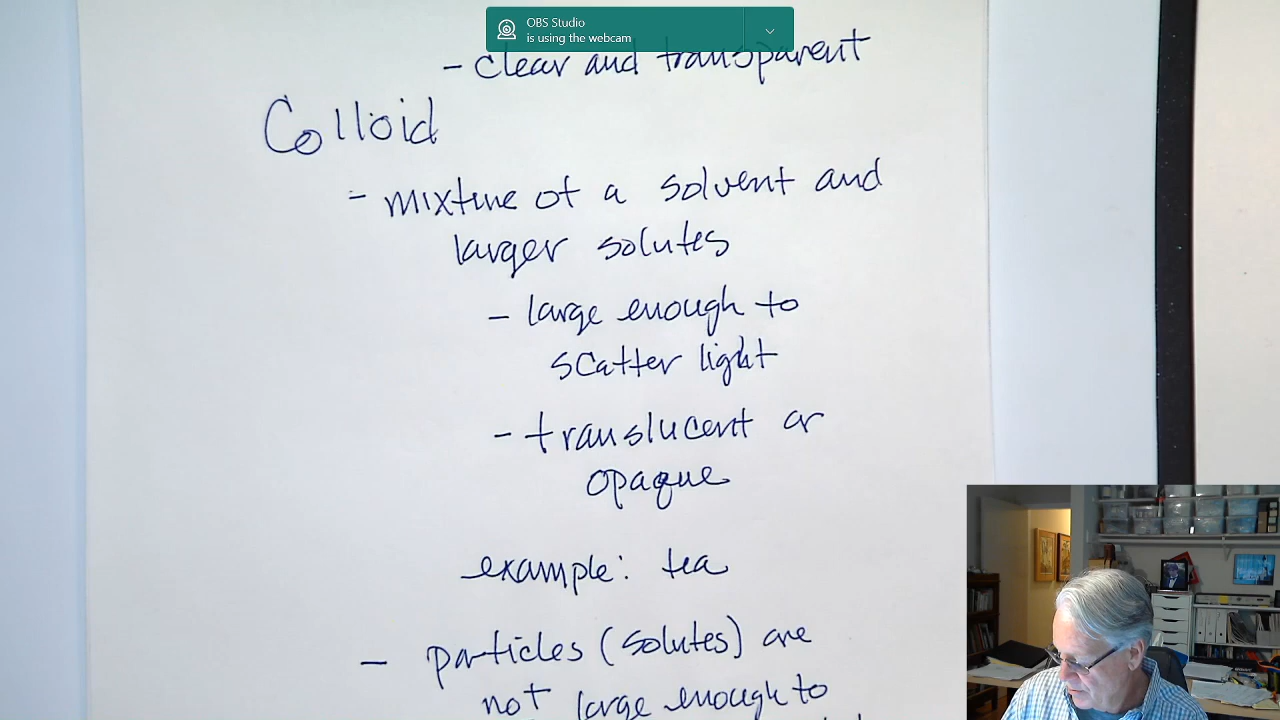 OBS Studio
is using the webcam
- clear and transparent
Colloid
- mixture of a solvent and
larger solutes
- large enough to
scatter light
- translucent or
opaque
example: tea
- particles (solutes) are
not large enough to